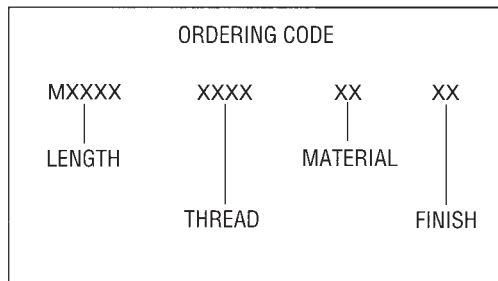 ORDERING CODE
MXXXX XXXX XX XX
LENGTH MATERIAL
THREAD FINISH